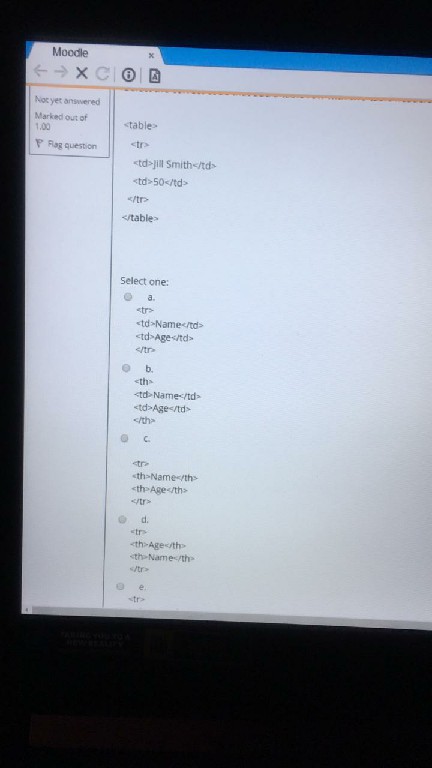 Moodle
×
Not yet answered
Marked out of
1.00
Flag question
<table>
<tr>
<td>Jill Smith</td>
<td>50</td>
</tr>
</table>
Select one:
a.
<tr>
<td>Name</td>
<td>Age</td>
</tr>
b.
<th>
<td>Name</td>
<td>Age</td>
</th>
c.
<tr>
<th>Name</th>
<th>Age</th>
</tr>
d.
<tr>
<th>Age</th>
<th>Name</th>
</tr>
e.
<tr>